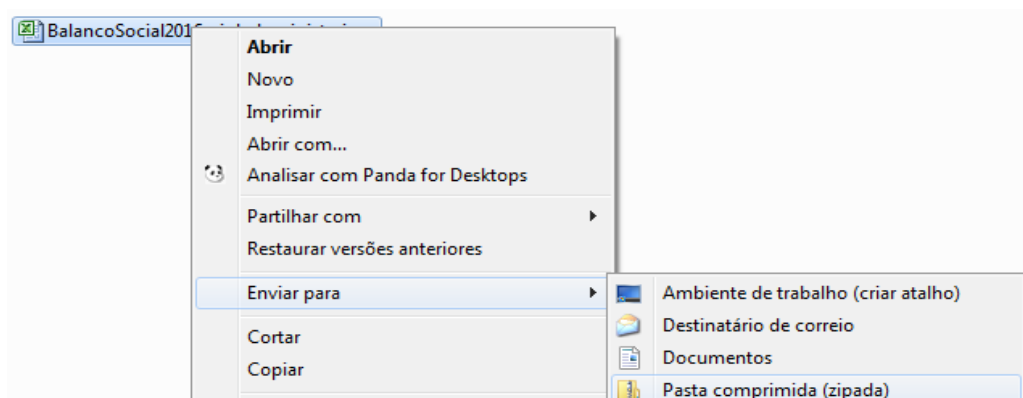 BalancoSocial201
Abrir
Novo
Imprimir
Abrir com...
Analisar com Panda for Desktops
Partilhar com
Restaurar versões anteriores
Enviar para
Ambiente de trabalho (criar atalho)
Destinatário de correio
Cortar
Documentos
Copiar
Pasta comprimida (zipada)